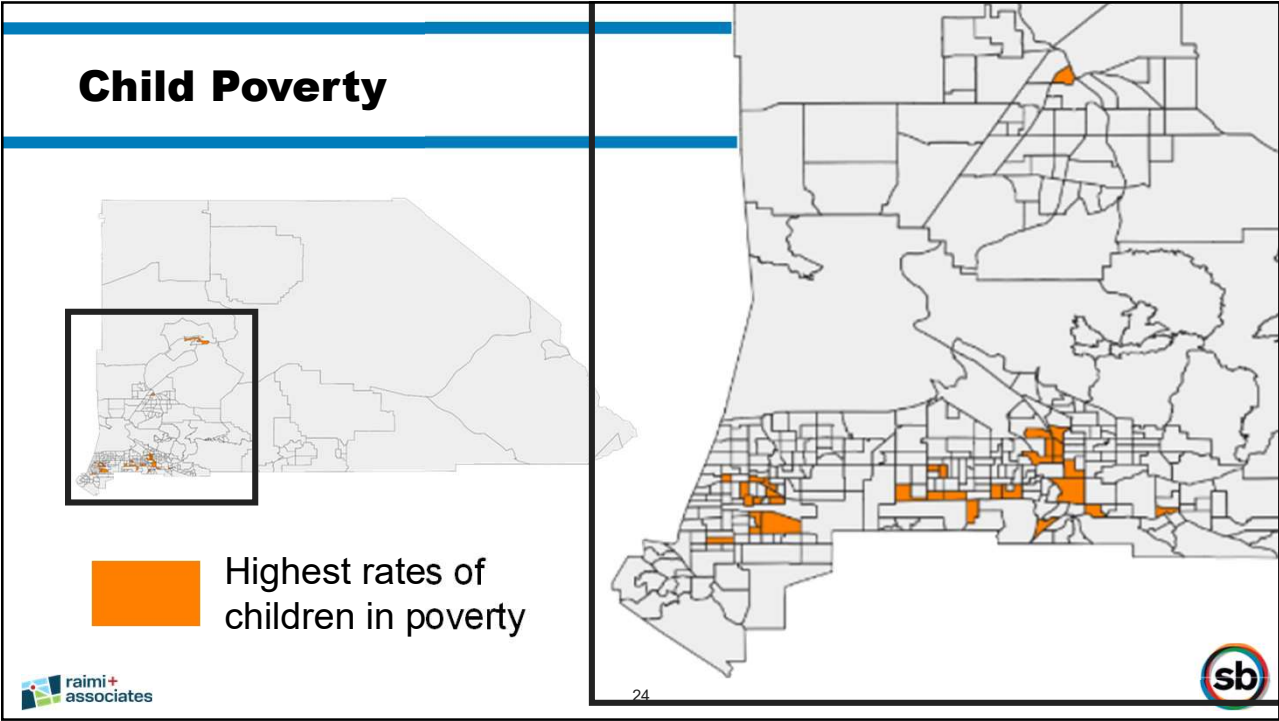 Child Poverty
Highest rates of
children in poverty
raimi+
associates
24
sb